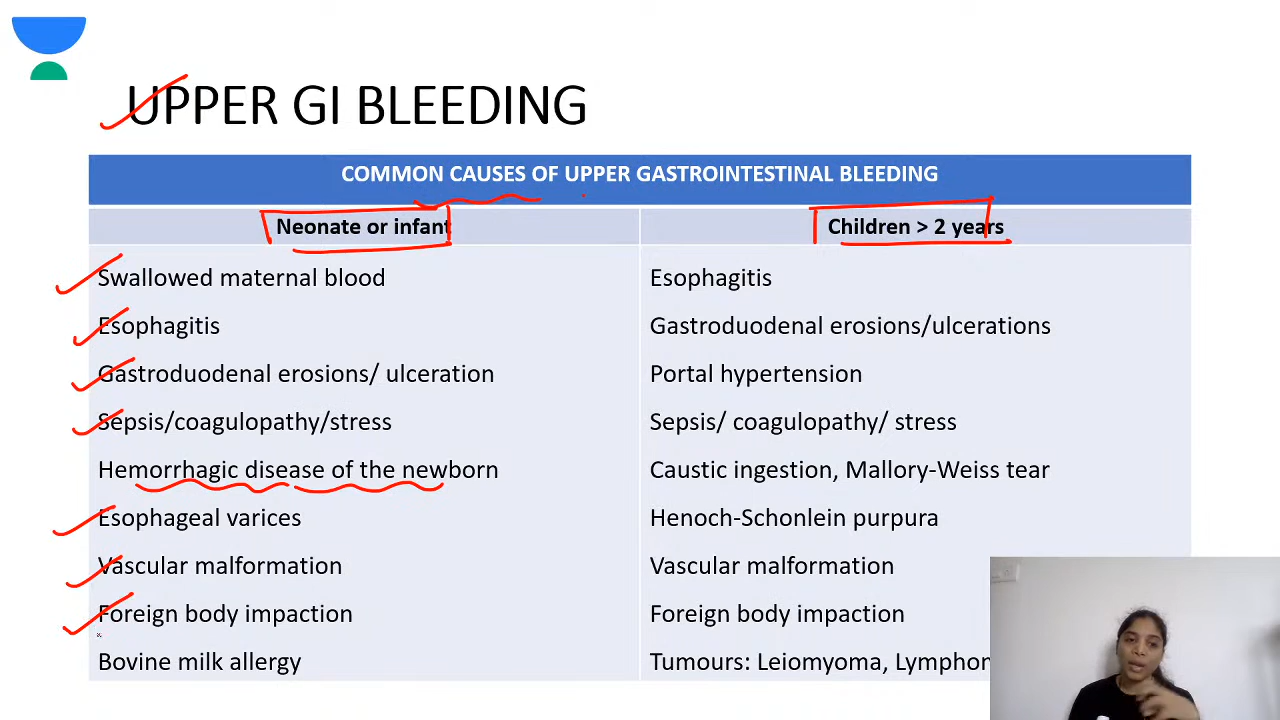 UPPER GI BLEEDING
COMMON CAUSES OF UPPER GASTROINTESTINAL BLEEDING
Neonate or infant
Children > 2 years
Swallowed maternal blood
Esophagitis
Esophagitis
Gastroduodenal erosions/ulcerations
Gastroduodenal erosions/ ulceration
Portal hypertension
Sepsis/coagulopathy/stress
Sepsis/ coagulopathy/ stress
Hemorrhagic disease of the newborn
Caustic ingestion, Mallory-Weiss tear
Esophageal varices
Henoch-Schonlein purpura
Vascular malformation
Vascular malformation
Foreign body impaction
Foreign body impaction
Bovine milk allergy
Tumours: Leiomyoma,